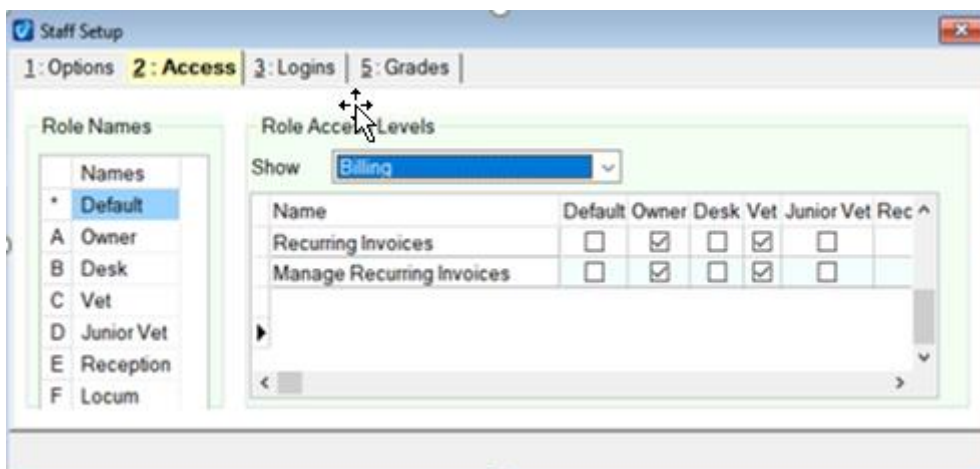 Staff Setup
1: Options 2: Access 3: Logins 5: Grades
Role Names
Names
* Default
A Owner
B Desk
C Vet
D Junior Vet
E Reception
F Locum
Role Access Levels
Show Billing
Name Default Owner Desk Vet Junior Vet Rec
Recurring Invoices
Manage Recurring Invoices